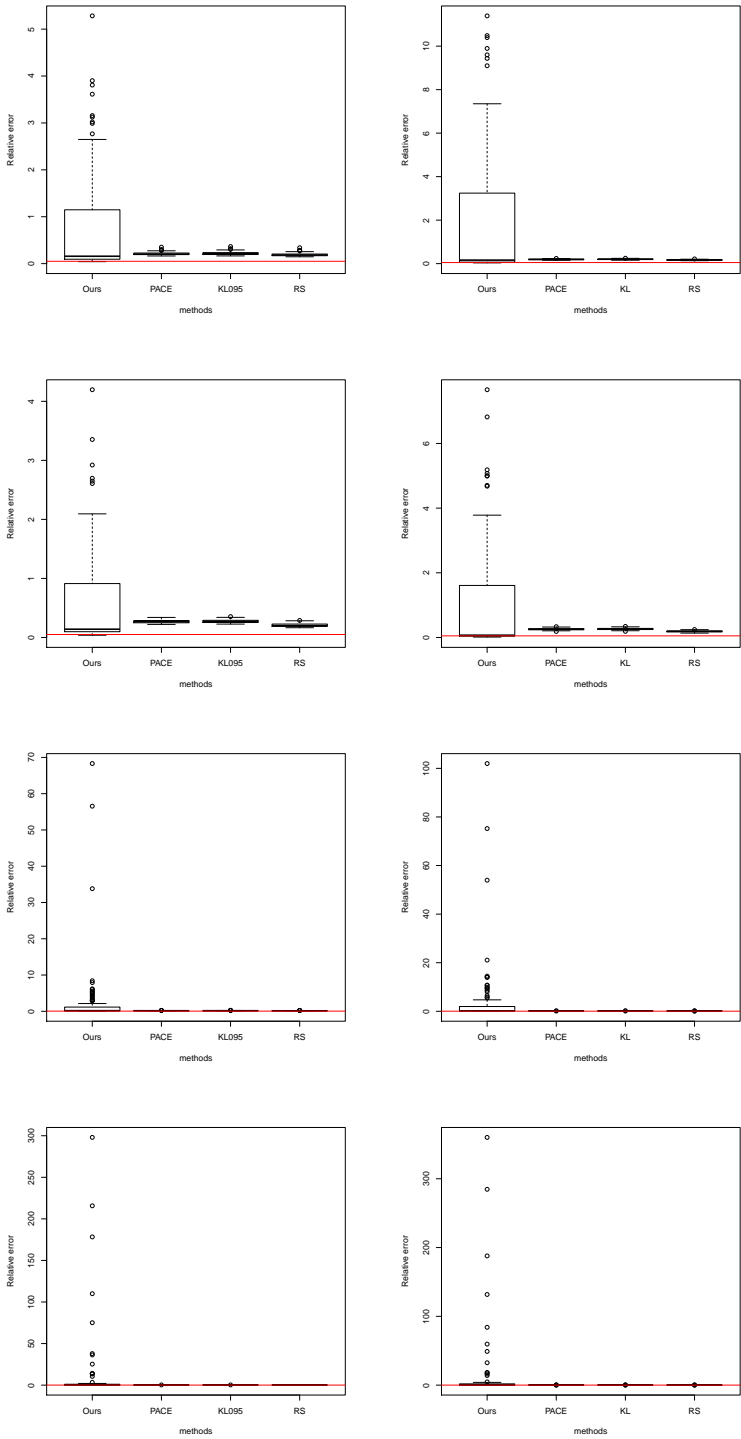 Relative error
5
4
3
2
1
0
Ours PACE KL095 RS
methods
Relative error
10
8
6
4
2
0
Ours PACE KL RS
methods
Relative error
4
3
2
1
0
Ours PACE KL095 RS
methods
Relative error
6
4
2
0
Ours PACE KL RS
methods
Relative error
70
60
50
40
30
20
10
0
Ours PACE KL095 RS
methods
Relative error
100
80
60
40
20
0
Ours PACE KL RS
methods
Relative error
300
250
200
150
100
50
0
Ours PACE KL095 RS
methods
Relative error
300
200
100
0
Ours PACE KL RS
methods